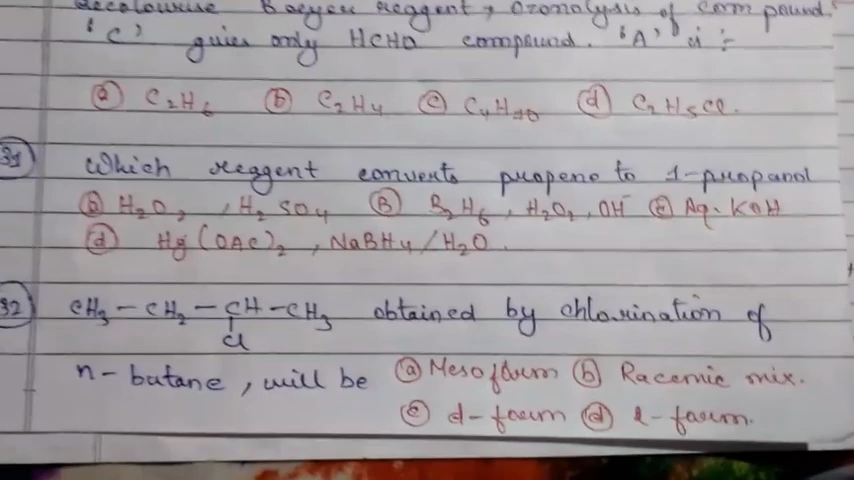 decolourise Baeyer reagent, Ozonolysis of compound
'C' gives only HCHO compound. 'A' is :-
(a) C2H6 (b) C2H4 (c) C4H10 (d) C2H5Cl.
31 Which reagent converts propene to 1-propanol
(a) H2O, H2SO4 (B) B2H6, H2O2, OH- (c) Aq. KOH
(d) Hg(OAc)2, NaBH4/H2O.
32 CH3-CH2-CH-CH3 obtained by chlorination of
Cl
n-butane, will be (a) Mesoform (b) Racemic mix.
(c) d-form (d) l-form.